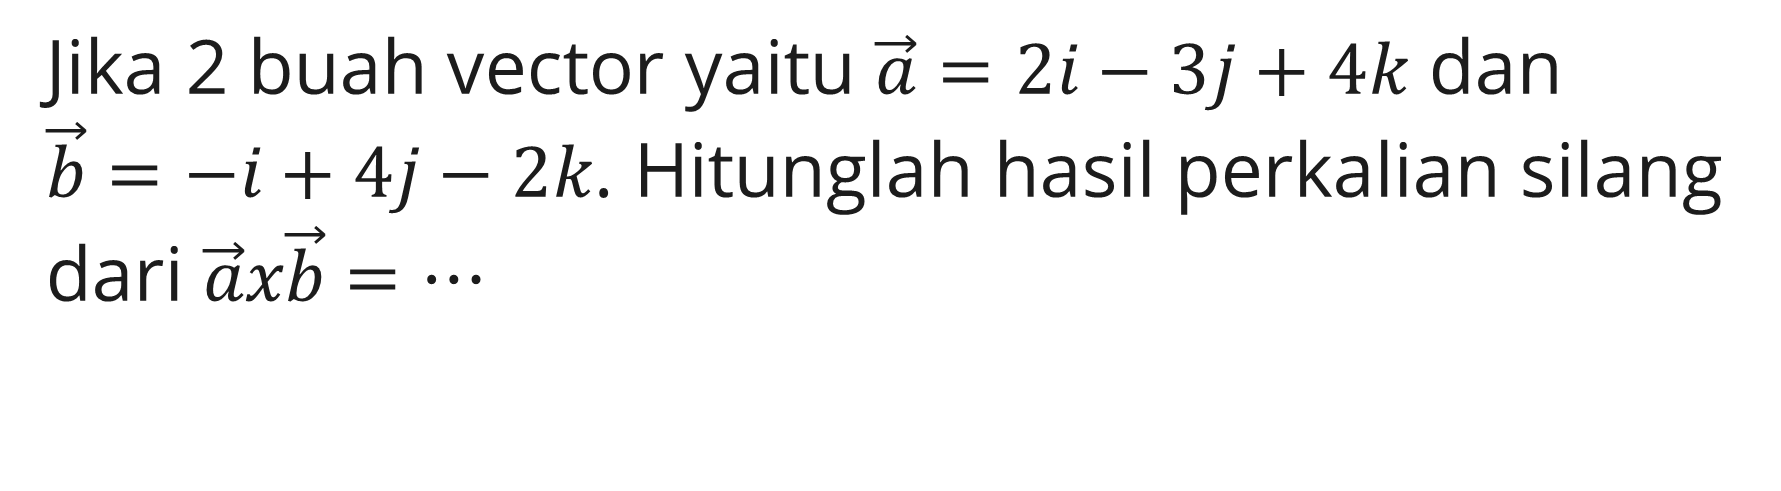 Jika 2 buah vector yaitu $\vec{a} = 2i - 3j + 4k$ dan
$\vec{b} = -i + 4j - 2k$. Hitunglah hasil perkalian silang
dari $\vec{a}x\vec{b} = \cdots$